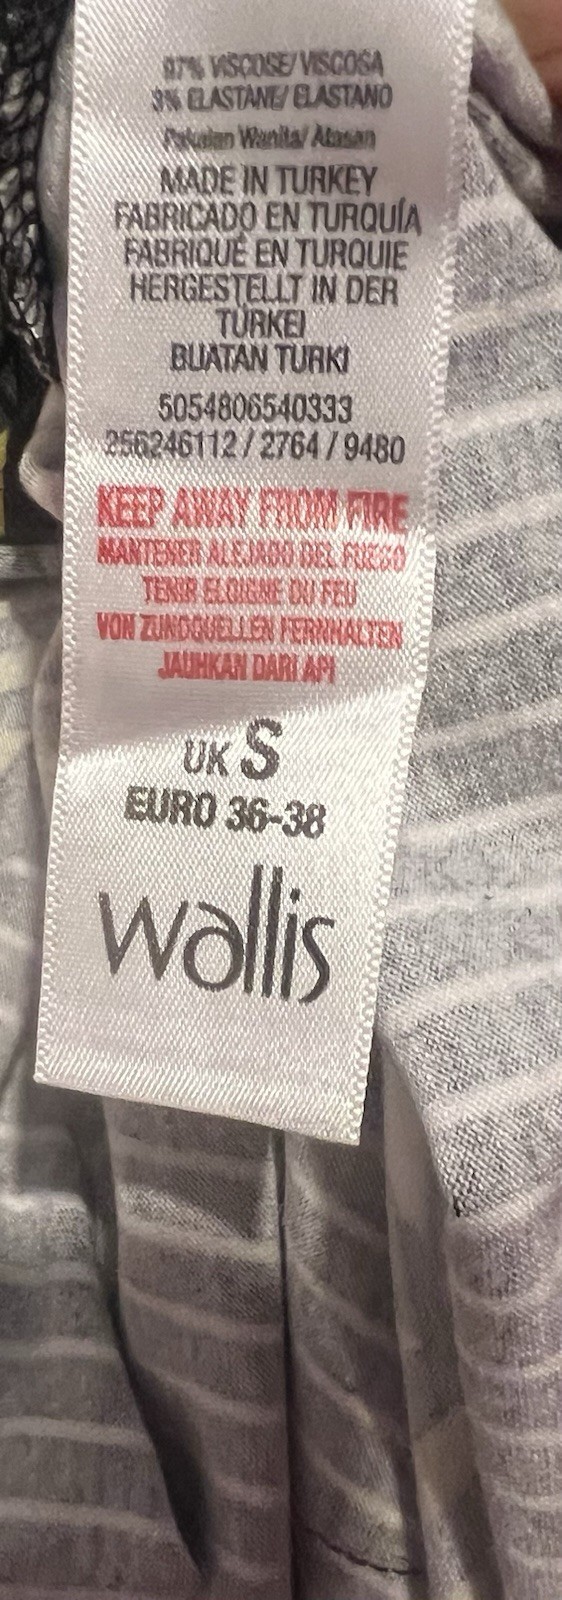 97% VISCOSE/ VISCOSA
3% ELASTANE/ ELASTANO
Pakaian Wanita/ Atasan
MADE IN TURKEY
FABRICADO EN TURQUÍA
FABRIQUÉ EN TURQUIE
HERGESTELLT IN DER
TÜRKEI
BUATAN TURKI
5054806540333
256246112 / 2764 / 9480
KEEP AWAY FROM FIRE
MANTENER ALEJADO DEL FUEGO
TENIR ELOIGNE DU FEU
VON ZUNDQUELLEN FERNHALTEN
JAUHKAN DARI API
UK S
EURO 36-38
wallis